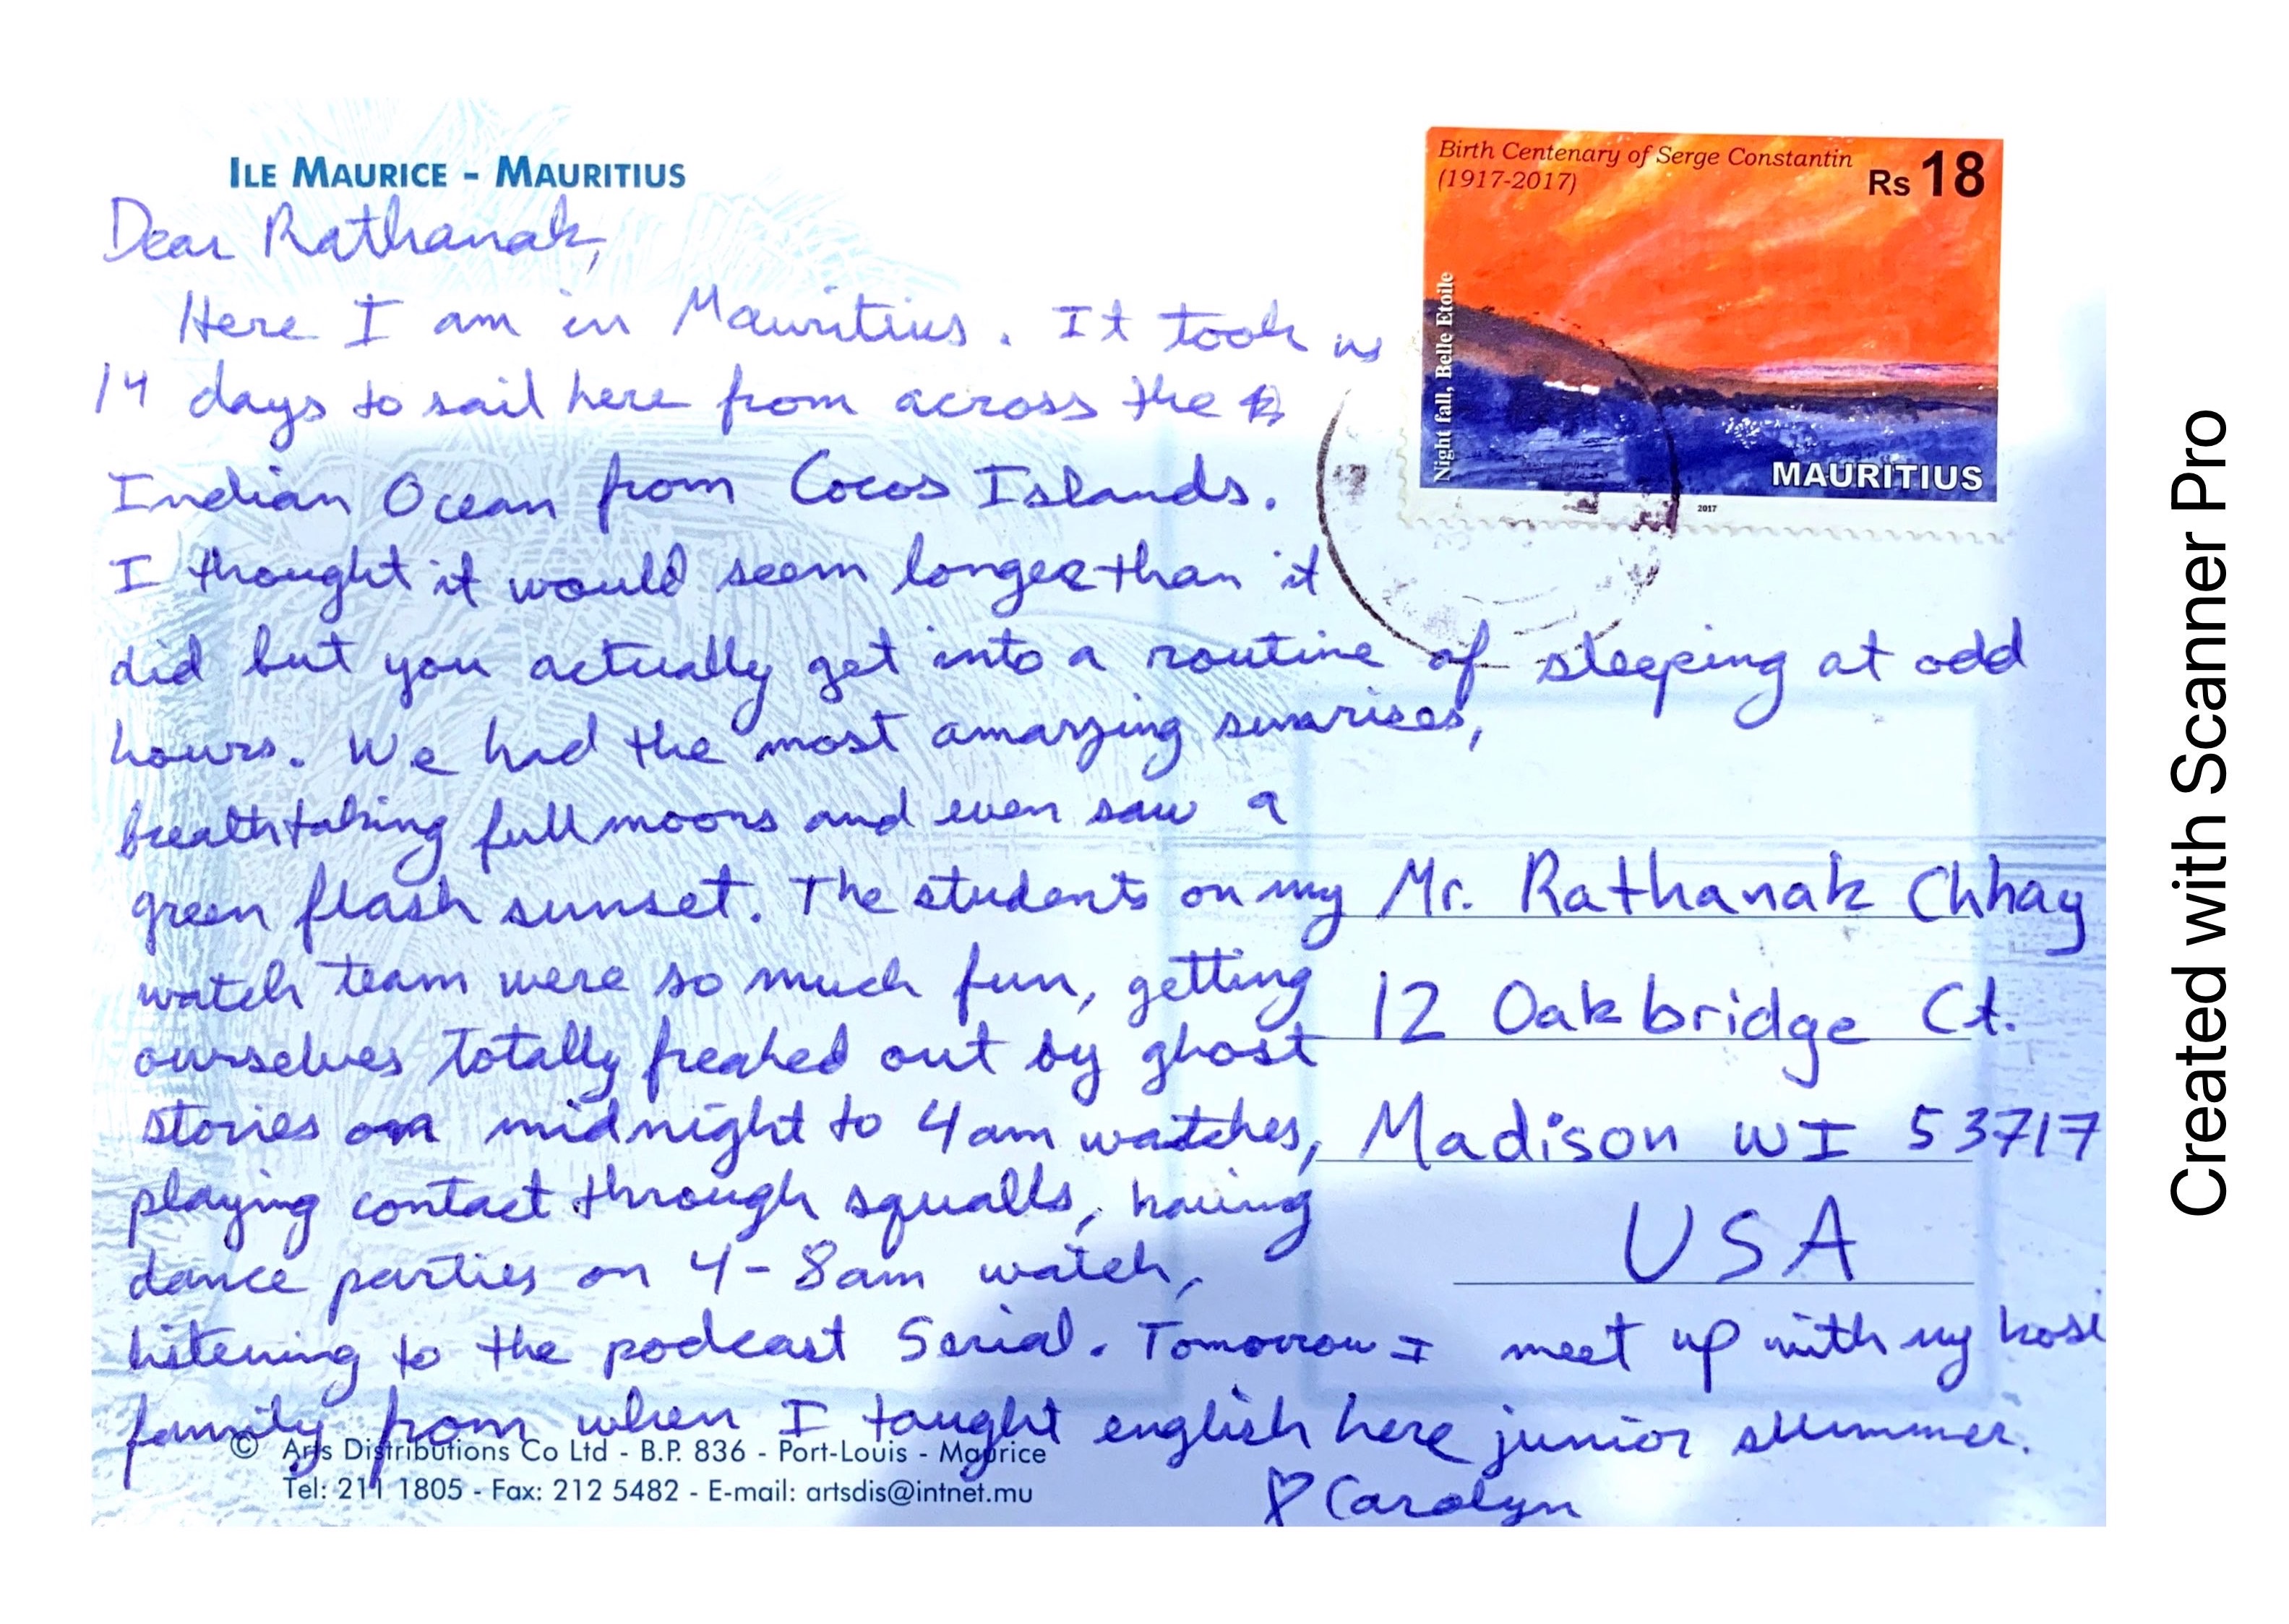 ILE MAURICE - MAURITIUS
Birth Centenary of Serge Constantin
(1917-2017)
Rs 18
Night fall, Belle Etoile
MAURITIUS
2017
Dear Rathanak,
Here I am in Mauritius. It took us
14 days to sail here from across the
Indian Ocean from Cocos Islands.
I thought it would seem longer than it
did but you actually get into a routine of sleeping at odd
hours. We had the most amazing sunrises,
breathtaking full moons and even saw a
green flash sunset. The students on my
watch team were so much fun, getting
ourselves totally freaked out by ghost
stories on midnight to 4am watches,
playing contact through squalls, having
dance parties on 4-8am watch,
listening to the podcast Serial. Tomorrow I meet up with my host
family from when I taught english here junior summer.
♡ Carolyn
Mr. Rathanak Chhay
12 Oakbridge Ct.
Madison WI 53717
USA
© Arts Distributions Co Ltd - B.P. 836 - Port-Louis - Maurice
Tel: 211 1805 - Fax: 212 5482 - E-mail: artsdis@intnet.mu
Created with Scanner Pro